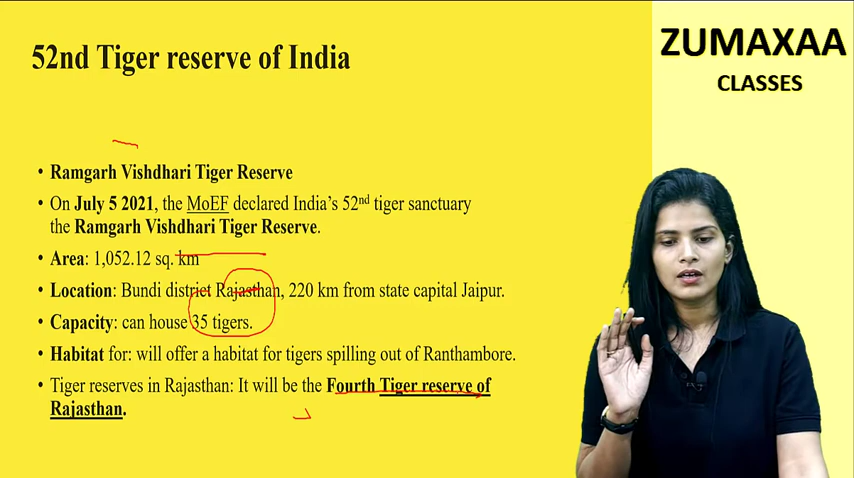 52nd Tiger reserve of India
ZUMAXAA
CLASSES
• Ramgarh Vishdhari Tiger Reserve
• On July 5 2021, the MoEF declared India's 52nd tiger sanctuary
the Ramgarh Vishdhari Tiger Reserve.
• Area: 1,052.12 sq. km
• Location: Bundi district Rajasthan, 220 km from state capital Jaipur.
• Capacity: can house 35 tigers.
• Habitat for: will offer a habitat for tigers spilling out of Ranthambore.
• Tiger reserves in Rajasthan: It will be the Fourth Tiger reserve of
Rajasthan.